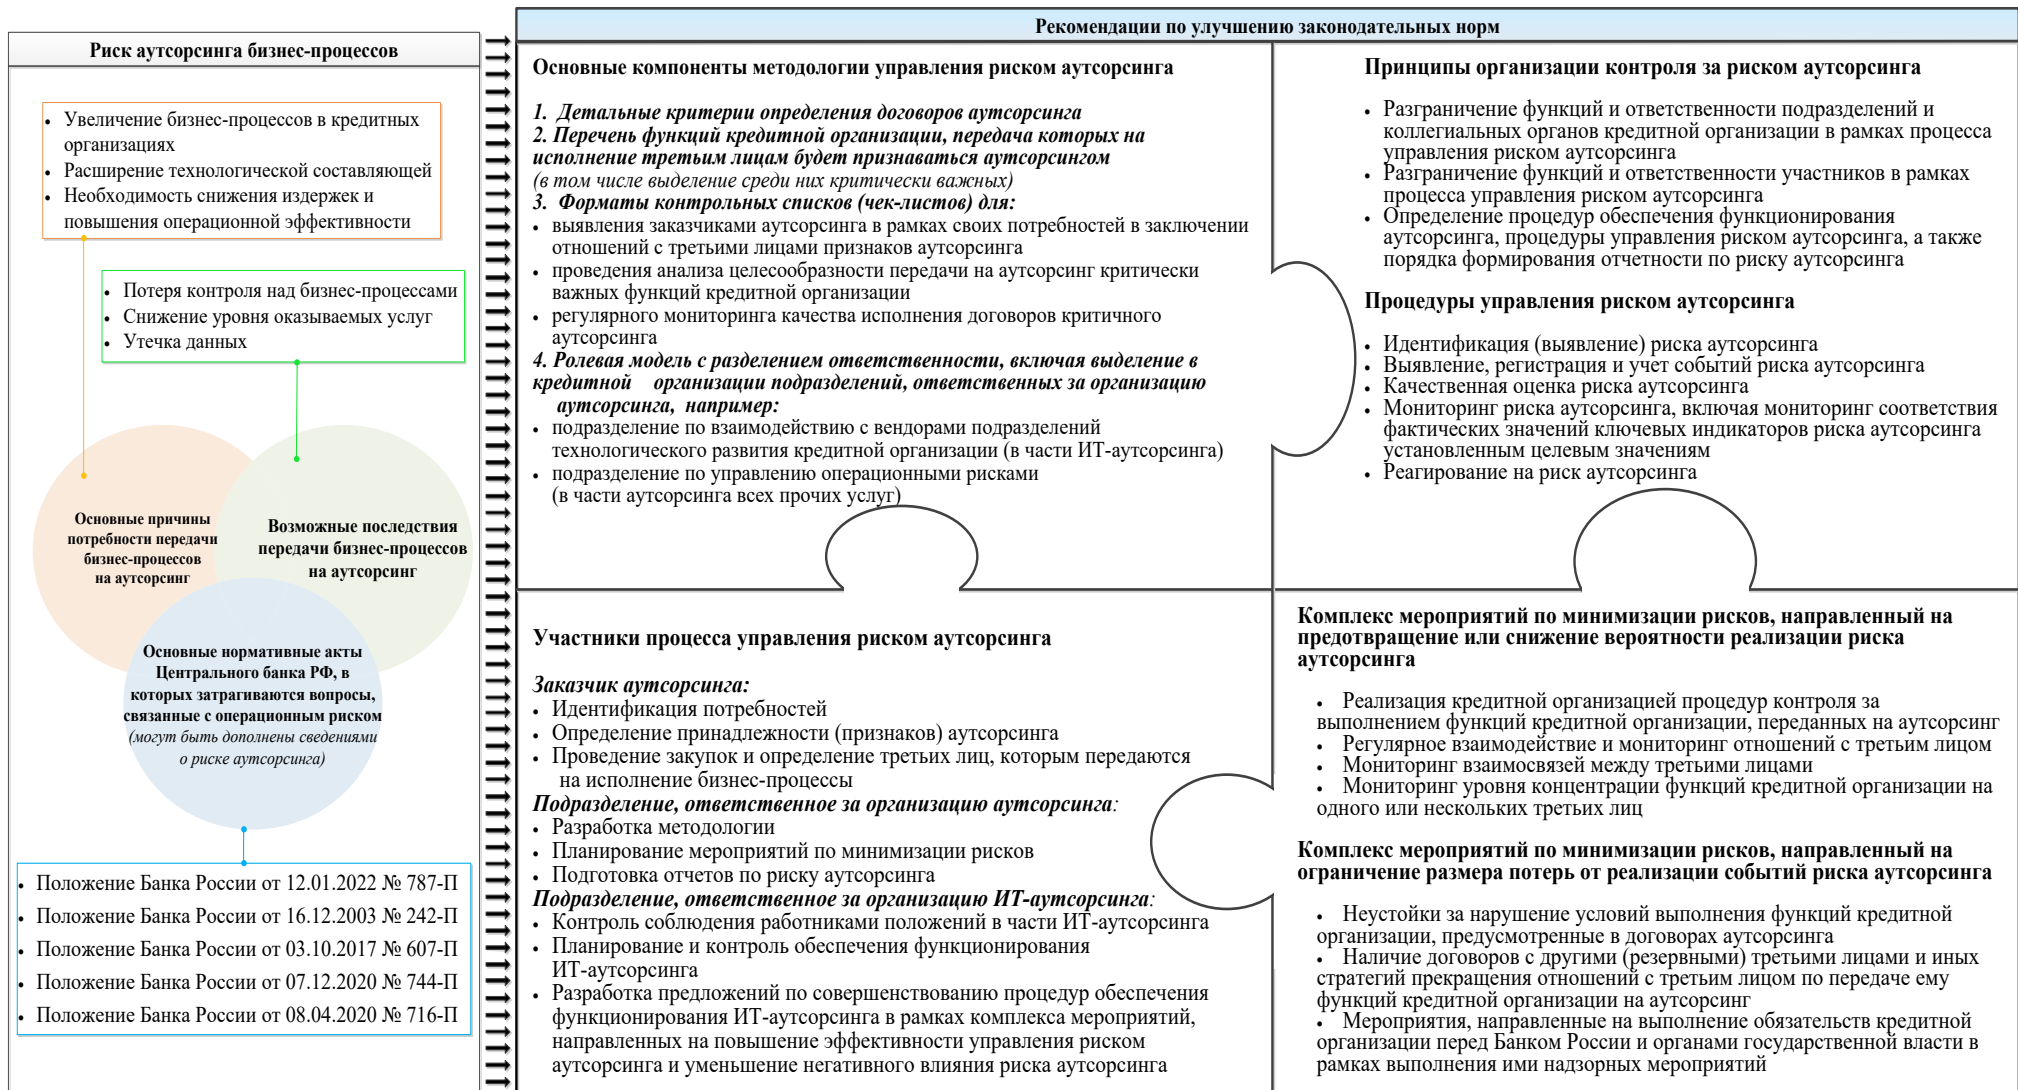 Риск аутсорсинга бизнес-процессов
• Увеличение бизнес-процессов в кредитных
организациях
• Расширение технологической составляющей
• Необходимость снижения издержек и
повышения операционной эффективности
• Потеря контроля над бизнес-процессами
• Снижение уровня оказываемых услуг
• Утечка данных
Основные причины
потребности передачи
бизнес-процессов
на аутсорсинг
Возможные последствия
передачи бизнес-процессов
на аутсорсинг
Основные нормативные акты
Центрального банка РФ, в
которых затрагиваются вопросы,
связанные с операционным риском
(могут быть дополнены сведениями
о риске аутсорсинга)
• Положение Банка России от 12.01.2022 № 787-П
• Положение Банка России от 16.12.2003 № 242-П
• Положение Банка России от 03.10.2017 № 607-П
• Положение Банка России от 07.12.2020 № 744-П
• Положение Банка России от 08.04.2020 № 716-П
Рекомендации по улучшению законодательных норм
Основные компоненты методологии управления риском аутсорсинга
1. Детальные критерии определения договоров аутсорсинга
2. Перечень функций кредитной организации, передача которых на
исполнение третьим лицам будет признаваться аутсорсингом
(в том числе выделение среди них критически важных)
3. Форматы контрольных списков (чек-листов) для:
• выявления заказчиками аутсорсинга в рамках своих потребностей в заключении
отношений с третьими лицами признаков аутсорсинга
• проведения анализа целесообразности передачи на аутсорсинг критически
важных функций кредитной организации
• регулярного мониторинга качества исполнения договоров критичного
аутсорсинга
4. Ролевая модель с разделением ответственности, включая выделение в
кредитной организации подразделений, ответственных за организацию
аутсорсинга, например:
• подразделение по взаимодействию с вендорами подразделений
технологического развития кредитной организации (в части ИТ-аутсорсинга)
• подразделение по управлению операционными рисками
(в части аутсорсинга всех прочих услуг)
Принципы организации контроля за риском аутсорсинга
• Разграничение функций и ответственности подразделений и
коллегиальных органов кредитной организации в рамках процесса
управления риском аутсорсинга
• Разграничение функций и ответственности участников в рамках
процесса управления риском аутсорсинга
• Определение процедур обеспечения функционирования
аутсорсинга, процедуры управления риском аутсорсинга, а также
порядка формирования отчетности по риску аутсорсинга
Процедуры управления риском аутсорсинга
• Идентификация (выявление) риска аутсорсинга
• Выявление, регистрация и учет событий риска аутсорсинга
• Качественная оценка риска аутсорсинга
• Мониторинг риска аутсорсинга, включая мониторинг соответствия
фактических значений ключевых индикаторов риска аутсорсинга
установленным целевым значениям
• Реагирование на риск аутсорсинга
Участники процесса управления риском аутсорсинга
Заказчик аутсорсинга:
• Идентификация потребностей
• Определение принадлежности (признаков) аутсорсинга
• Проведение закупок и определение третьих лиц, которым передаются
на исполнение бизнес-процессы
Подразделение, ответственное за организацию аутсорсинга:
• Разработка методологии
• Планирование мероприятий по минимизации рисков
• Подготовка отчетов по риску аутсорсинга
Подразделение, ответственное за организацию ИТ-аутсорсинга:
• Контроль соблюдения работниками положений в части ИТ-аутсорсинга
• Планирование и контроль обеспечения функционирования
ИТ-аутсорсинга
• Разработка предложений по совершенствованию процедур обеспечения
функционирования ИТ-аутсорсинга в рамках комплекса мероприятий,
направленных на повышение эффективности управления риском
аутсорсинга и уменьшение негативного влияния риска аутсорсинга
Комплекс мероприятий по минимизации рисков, направленный на
предотвращение или снижение вероятности реализации риска
аутсорсинга
• Реализация кредитной организацией процедур контроля за
выполнением функций кредитной организации, переданных на аутсорсинг
• Регулярное взаимодействие и мониторинг отношений с третьим лицом
• Мониторинг взаимосвязей между третьими лицами
• Мониторинг уровня концентрации функций кредитной организации на
одного или нескольких третьих лиц
Комплекс мероприятий по минимизации рисков, направленный на
ограничение размера потерь от реализации событий риска аутсорсинга
• Неустойки за нарушение условий выполнения функций кредитной
организации, предусмотренные в договорах аутсорсинга
• Наличие договоров с другими (резервными) третьими лицами и иных
стратегий прекращения отношений с третьим лицом по передаче ему
функций кредитной организации на аутсорсинг
• Мероприятия, направленные на выполнение обязательств кредитной
организации перед Банком России и органами государственной власти в
рамках выполнения ими надзорных мероприятий